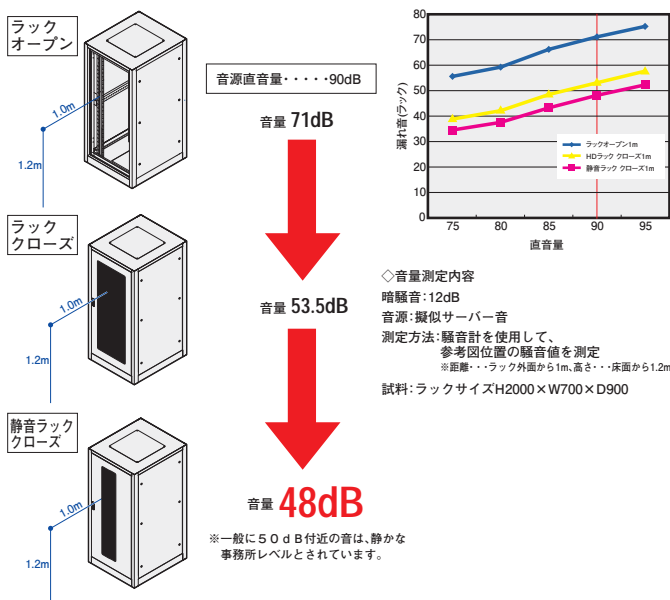 ラック
オープン
1.0m
1.2m
音源直音量・・・・・90dB
音量 71dB
ラック
クローズ
1.0m
1.2m
音量 53.5dB
静音ラック
クローズ
1.0m
1.2m
音量 48dB
※一般に50dB付近の音は、静かな
事務所レベルとされています。
漏れ音(ラック)
80
70
60
50
40
30
20
10
0
75 80 85 90 95
直音量
ラックオープン1m
HDラック クローズ1m
静音ラック クローズ1m
◇音量測定内容
暗騒音:12dB
音源:擬似サーバー音
測定方法:騒音計を使用して、
参考図位置の騒音値を測定
※距離・・・ラック外面から1m、高さ・・・床面から1.2m
試料:ラックサイズH2000×W700×D900